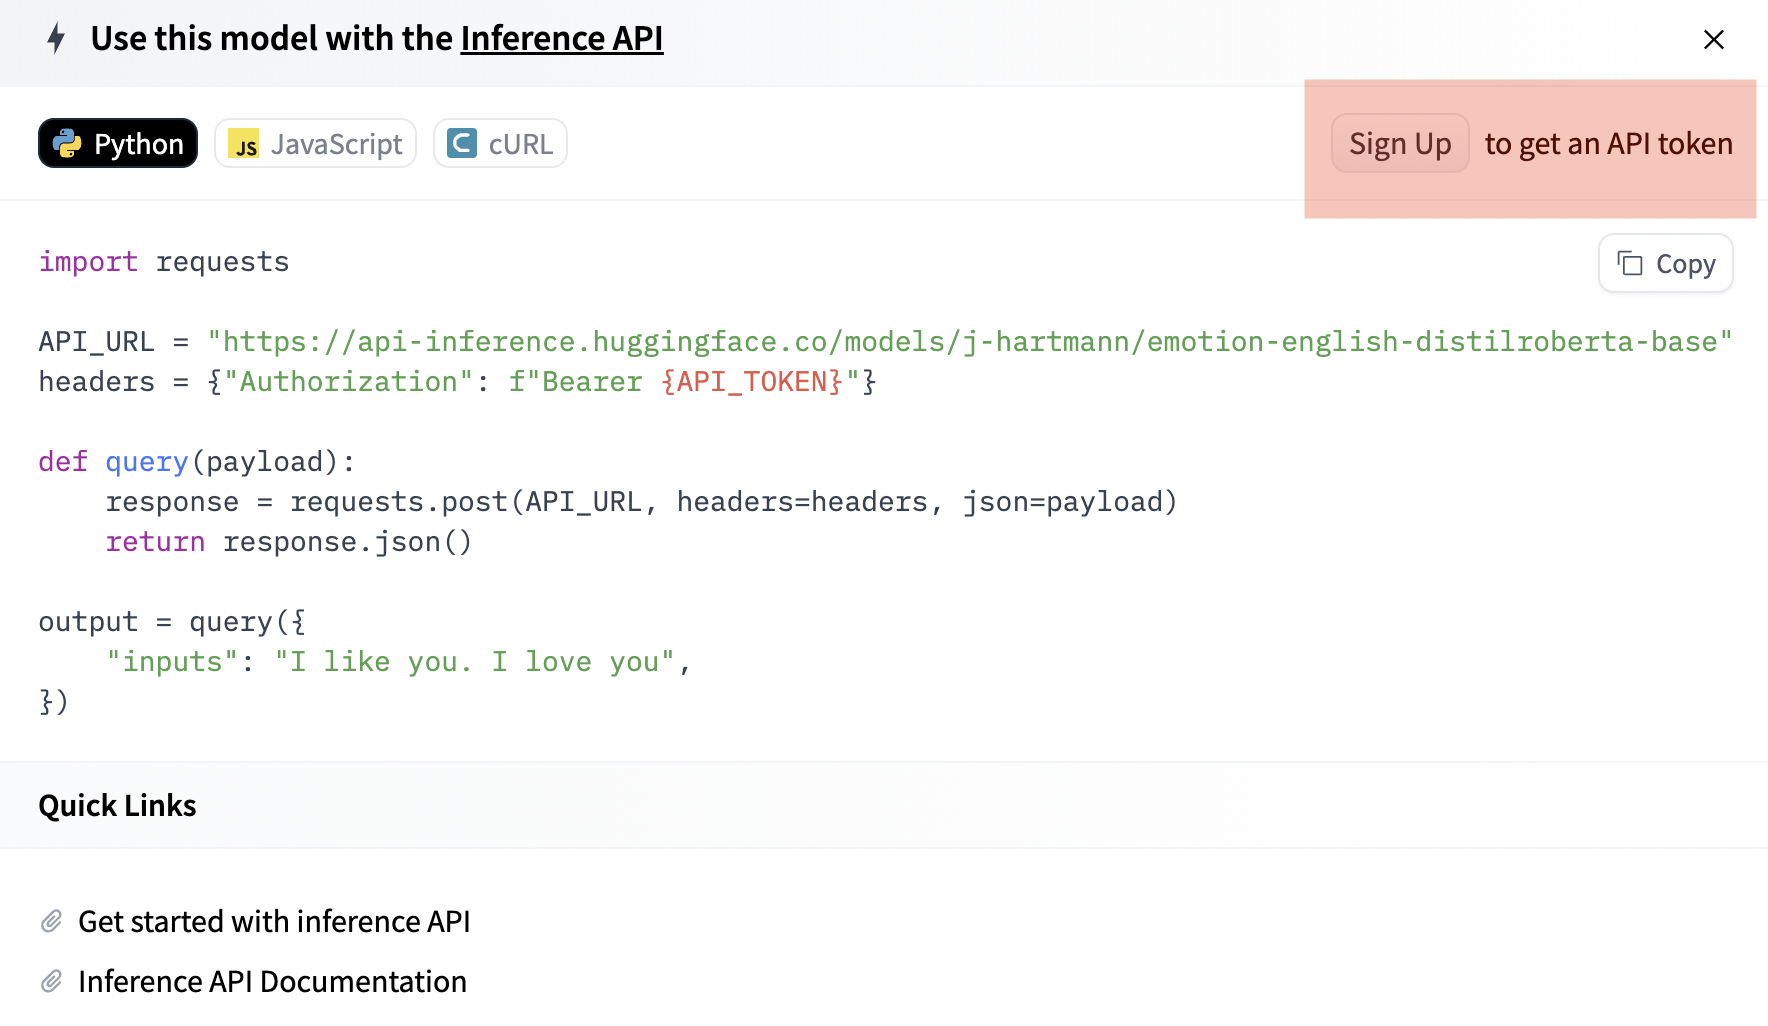 Use this model with the Inference API
Python JS JavaScript C cURL Sign Up to get an API token
Copy
import requests
API_URL = "https://api-inference.huggingface.co/models/j-hartmann/emotion-english-distilroberta-base"
headers = {"Authorization": f"Bearer {API_TOKEN}"}
def query(payload):
    response = requests.post(API_URL, headers=headers, json=payload)
    return response.json()
output = query({
    "inputs": "I like you. I love you",
})
Quick Links
Get started with inference API
Inference API Documentation